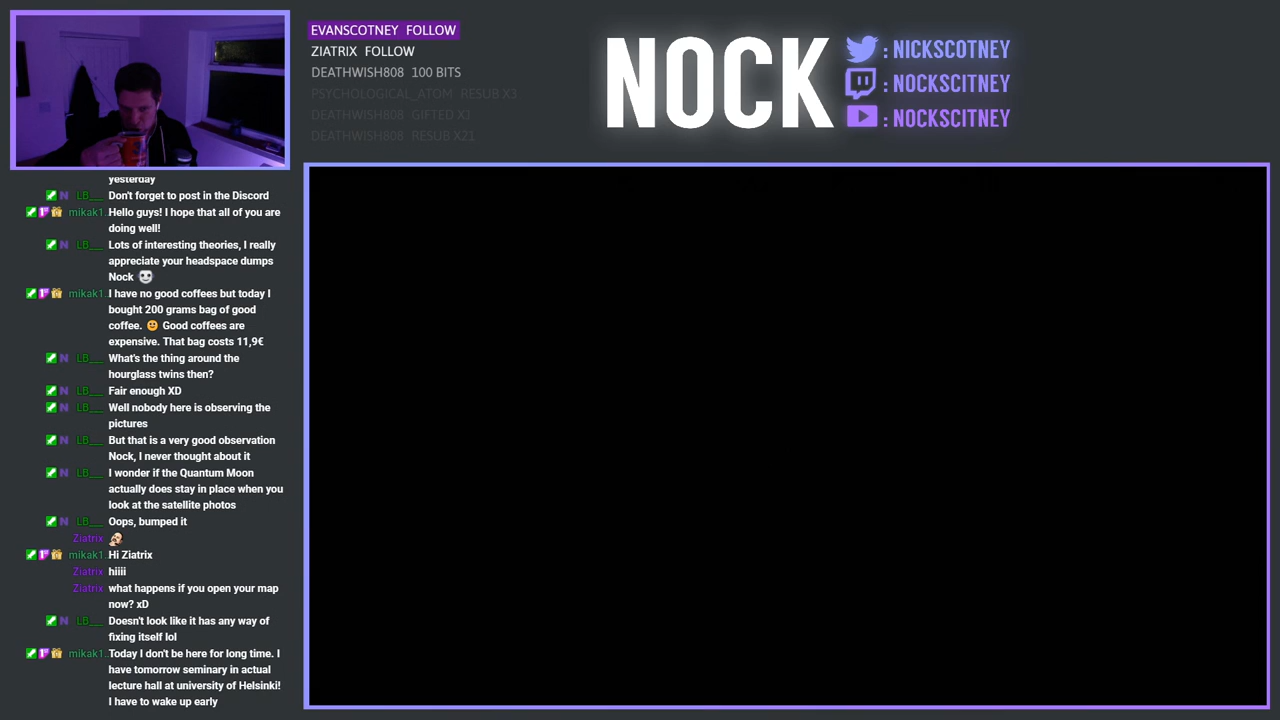 EVANSCOTNEY FOLLOW
ZIATRIX FOLLOW
DEATHWISH808 100 BITS
PSYCHOLOGICAL_ATOM RESUB X3
DEATHWISH808 GIFTED X1
DEATHWISH808 RESUB X21
NOCK
: NICKSCOTNEY
: NOCKSCITNEY
: NOCKSCITNEY
yesterday
LB___ Don't forget to post in the Discord
mikak1. Hello guys! I hope that all of you are
doing well!
LB___ Lots of interesting theories, I really
appreciate your headspace dumps
Nock
mikak1. I have no good coffees but today I
bought 200 grams bag of good
coffee. 🙂 Good coffees are
expensive. That bag costs 11,9€
LB___ What's the thing around the
hourglass twins then?
LB___ Fair enough XD
LB___ Well nobody here is observing the
pictures
LB___ But that is a very good observation
Nock, I never thought about it
LB___ I wonder if the Quantum Moon
actually does stay in place when you
look at the satellite photos
LB___ Oops, bumped it
Ziatrix
mikak1. Hi Ziatrix
Ziatrix hiiii
Ziatrix what happens if you open your map
now? xD
LB___ Doesn't look like it has any way of
fixing itself lol
mikak1. Today I don't be here for long time. I
have tomorrow seminary in actual
lecture hall at university of Helsinki!
I have to wake up early